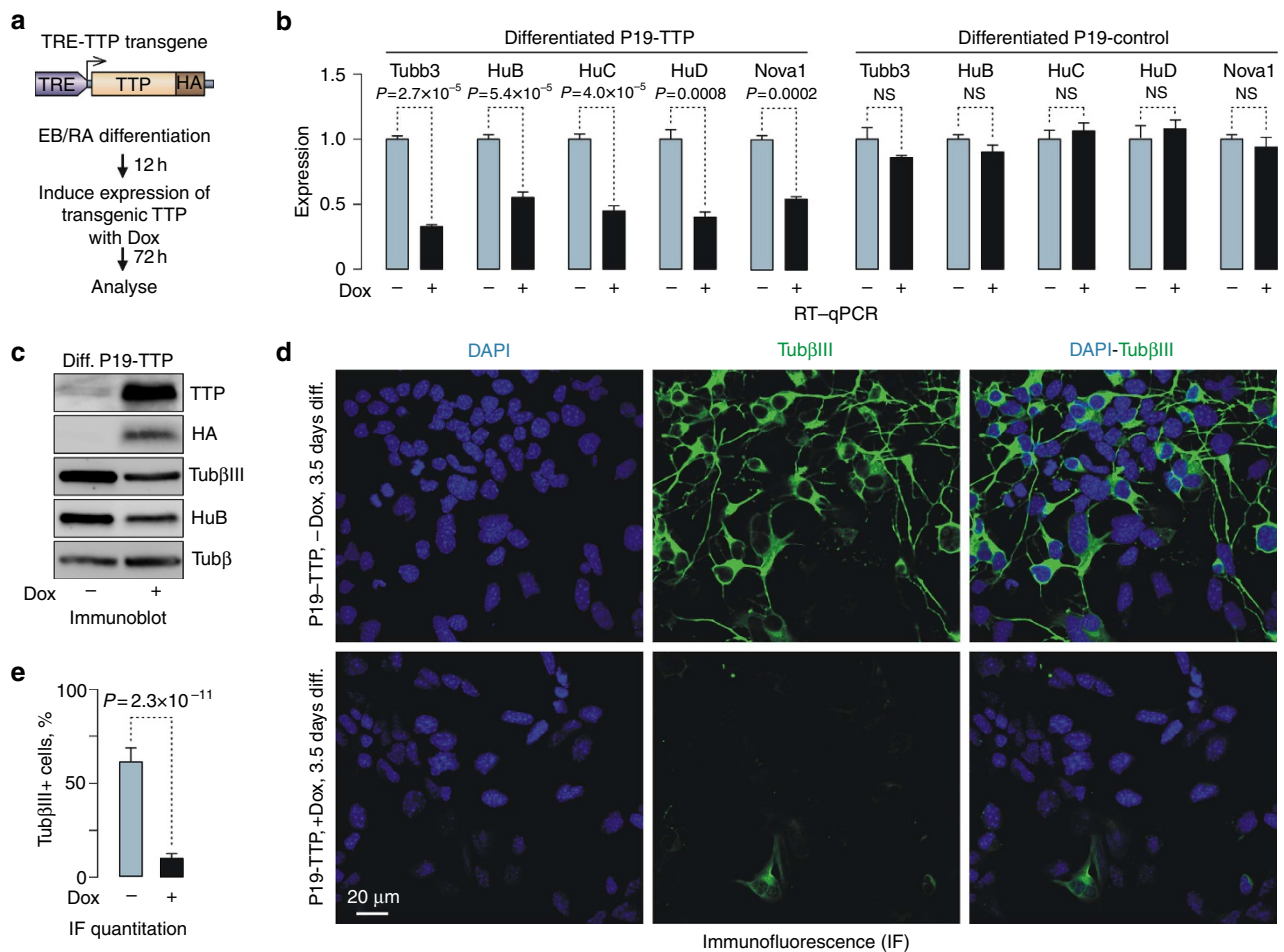 a
TRE-TTP transgene
TRE TTP HA
EB/RA differentiation
12 h
Induce expression of
transgenic TTP
with Dox
72 h
Analyse
b
Differentiated P19-TTP Differentiated P19-control
Tubb3 HuB HuC HuD Nova1 Tubb3 HuB HuC HuD Nova1
P=2.7×10−5 P=5.4×10−5 P=4.0×10−5 P=0.0008 P=0.0002 NS NS NS NS NS
Expression
1.5
1.0
0.5
0
Dox − + − + − + − + − + − + − + − + − + − +
RT–qPCR
c
Diff. P19-TTP
TTP
HA
TubβIII
HuB
Tubβ
Dox − +
Immunoblot
d
DAPI TubβIII DAPI-TubβIII
P19–TTP, –Dox, 3.5 days diff.
P19-TTP, +Dox, 3.5 days diff.
20 µm
Immunofluorescence (IF)
e
TubβIII+ cells, %
100
50
0
P=2.3×10−11
Dox − +
IF quantitation